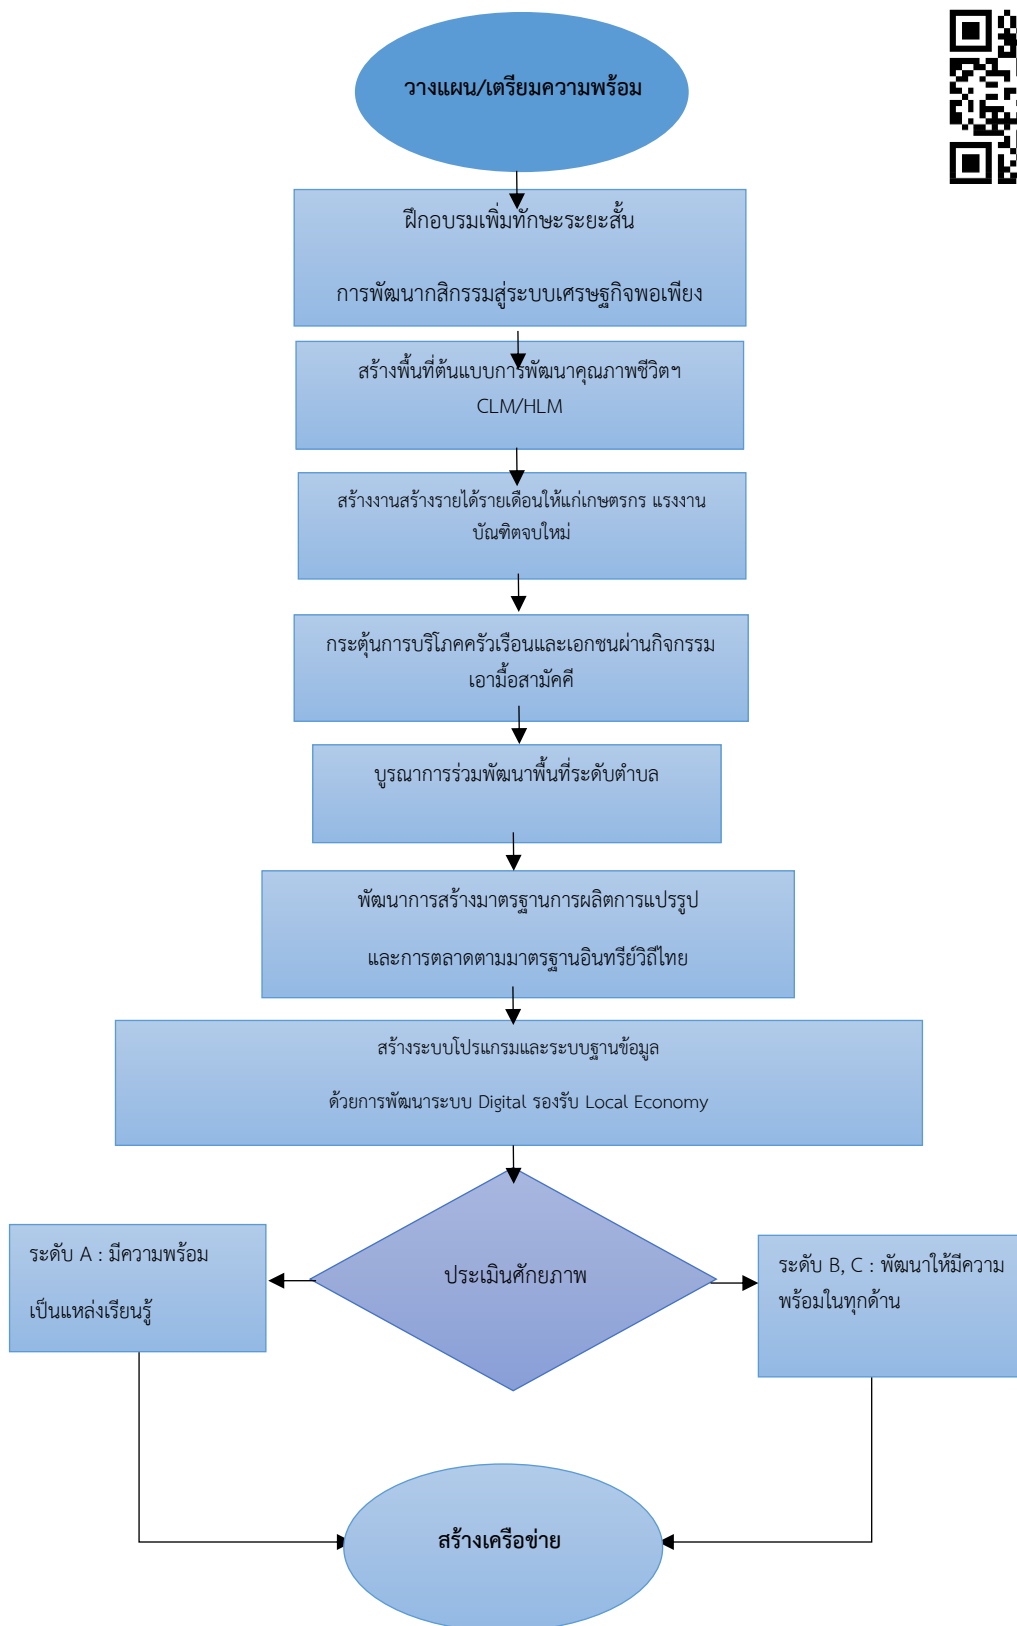 วางแผน/เตรียมความพร้อม
ฝึกอบรมเพิ่มทักษะระยะสั้น
การพัฒนากสิกรรมสู่ระบบเศรษฐกิจพอเพียง
สร้างพื้นที่ต้นแบบการพัฒนาคุณภาพชีวิตฯ
CLM/HLM
สร้างงานสร้างรายได้รายเดือนให้แก่เกษตรกร แรงงาน
บัณฑิตจบใหม่
กระตุ้นการบริโภคครัวเรือนและเอกชนผ่านกิจกรรม
เอามื้อสามัคคี
บูรณาการร่วมพัฒนาพื้นที่ระดับตำบล
พัฒนาการสร้างมาตรฐานการผลิตการแปรรูป
และการตลาดตามมาตรฐานอินทรีย์วิถีไทย
สร้างระบบโปรแกรมและระบบฐานข้อมูล
ด้วยการพัฒนาระบบ Digital รองรับ Local Economy
ประเมินศักยภาพ
ระดับ A : มีความพร้อม
เป็นแหล่งเรียนรู้
ระดับ B, C : พัฒนาให้มีความ
พร้อมในทุกด้าน
สร้างเครือข่าย